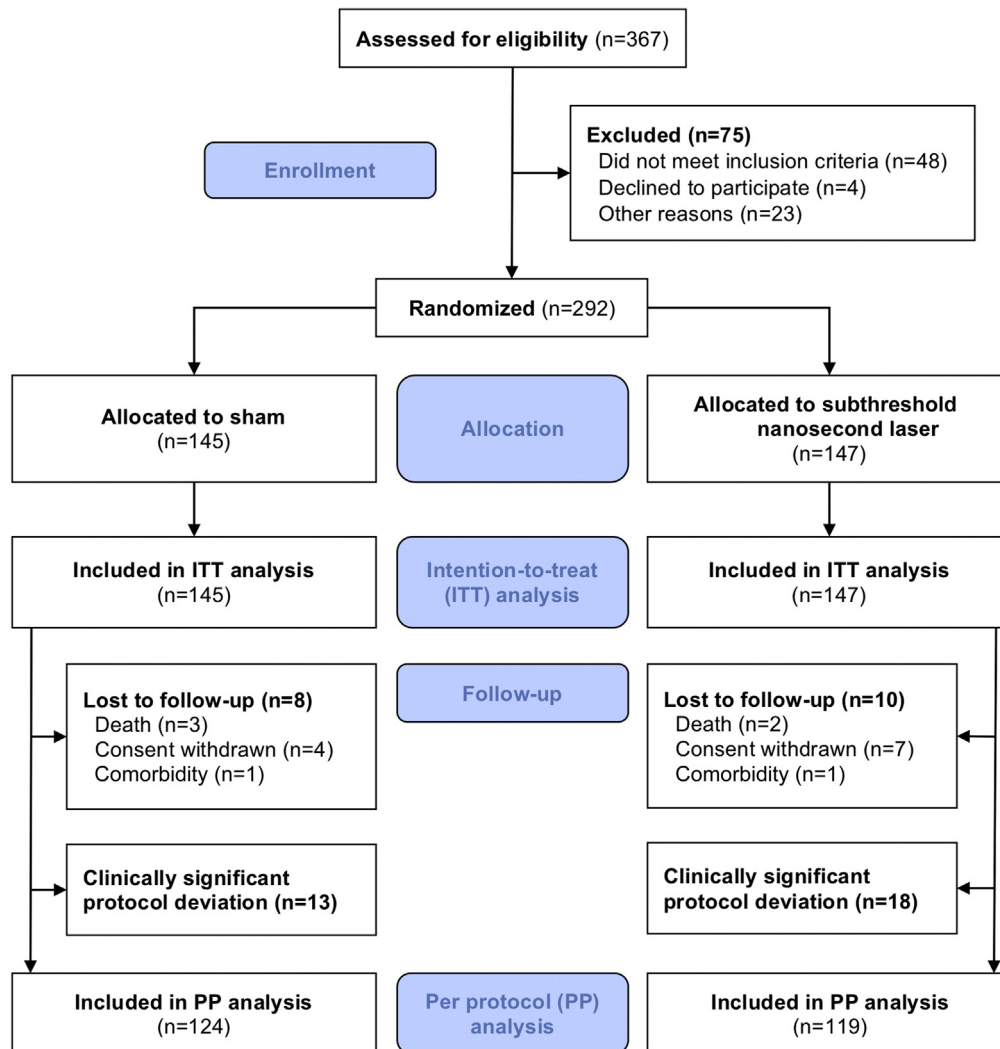 Assessed for eligibility (n=367)
Excluded (n=75)
Did not meet inclusion criteria (n=48)
Declined to participate (n=4)
Other reasons (n=23)
Enrollment
Randomized (n=292)
Allocated to sham
(n=145)
Allocation
Allocated to subthreshold
nanosecond laser
(n=147)
Included in ITT analysis
(n=145)
Intention-to-treat
(ITT) analysis
Included in ITT analysis
(n=147)
Lost to follow-up (n=8)
Death (n=3)
Consent withdrawn (n=4)
Comorbidity (n=1)
Follow-up
Lost to follow-up (n=10)
Death (n=2)
Consent withdrawn (n=7)
Comorbidity (n=1)
Clinically significant
protocol deviation (n=13)
Clinically significant
protocol deviation (n=18)
Included in PP analysis
(n=124)
Per protocol (PP)
analysis
Included in PP analysis
(n=119)